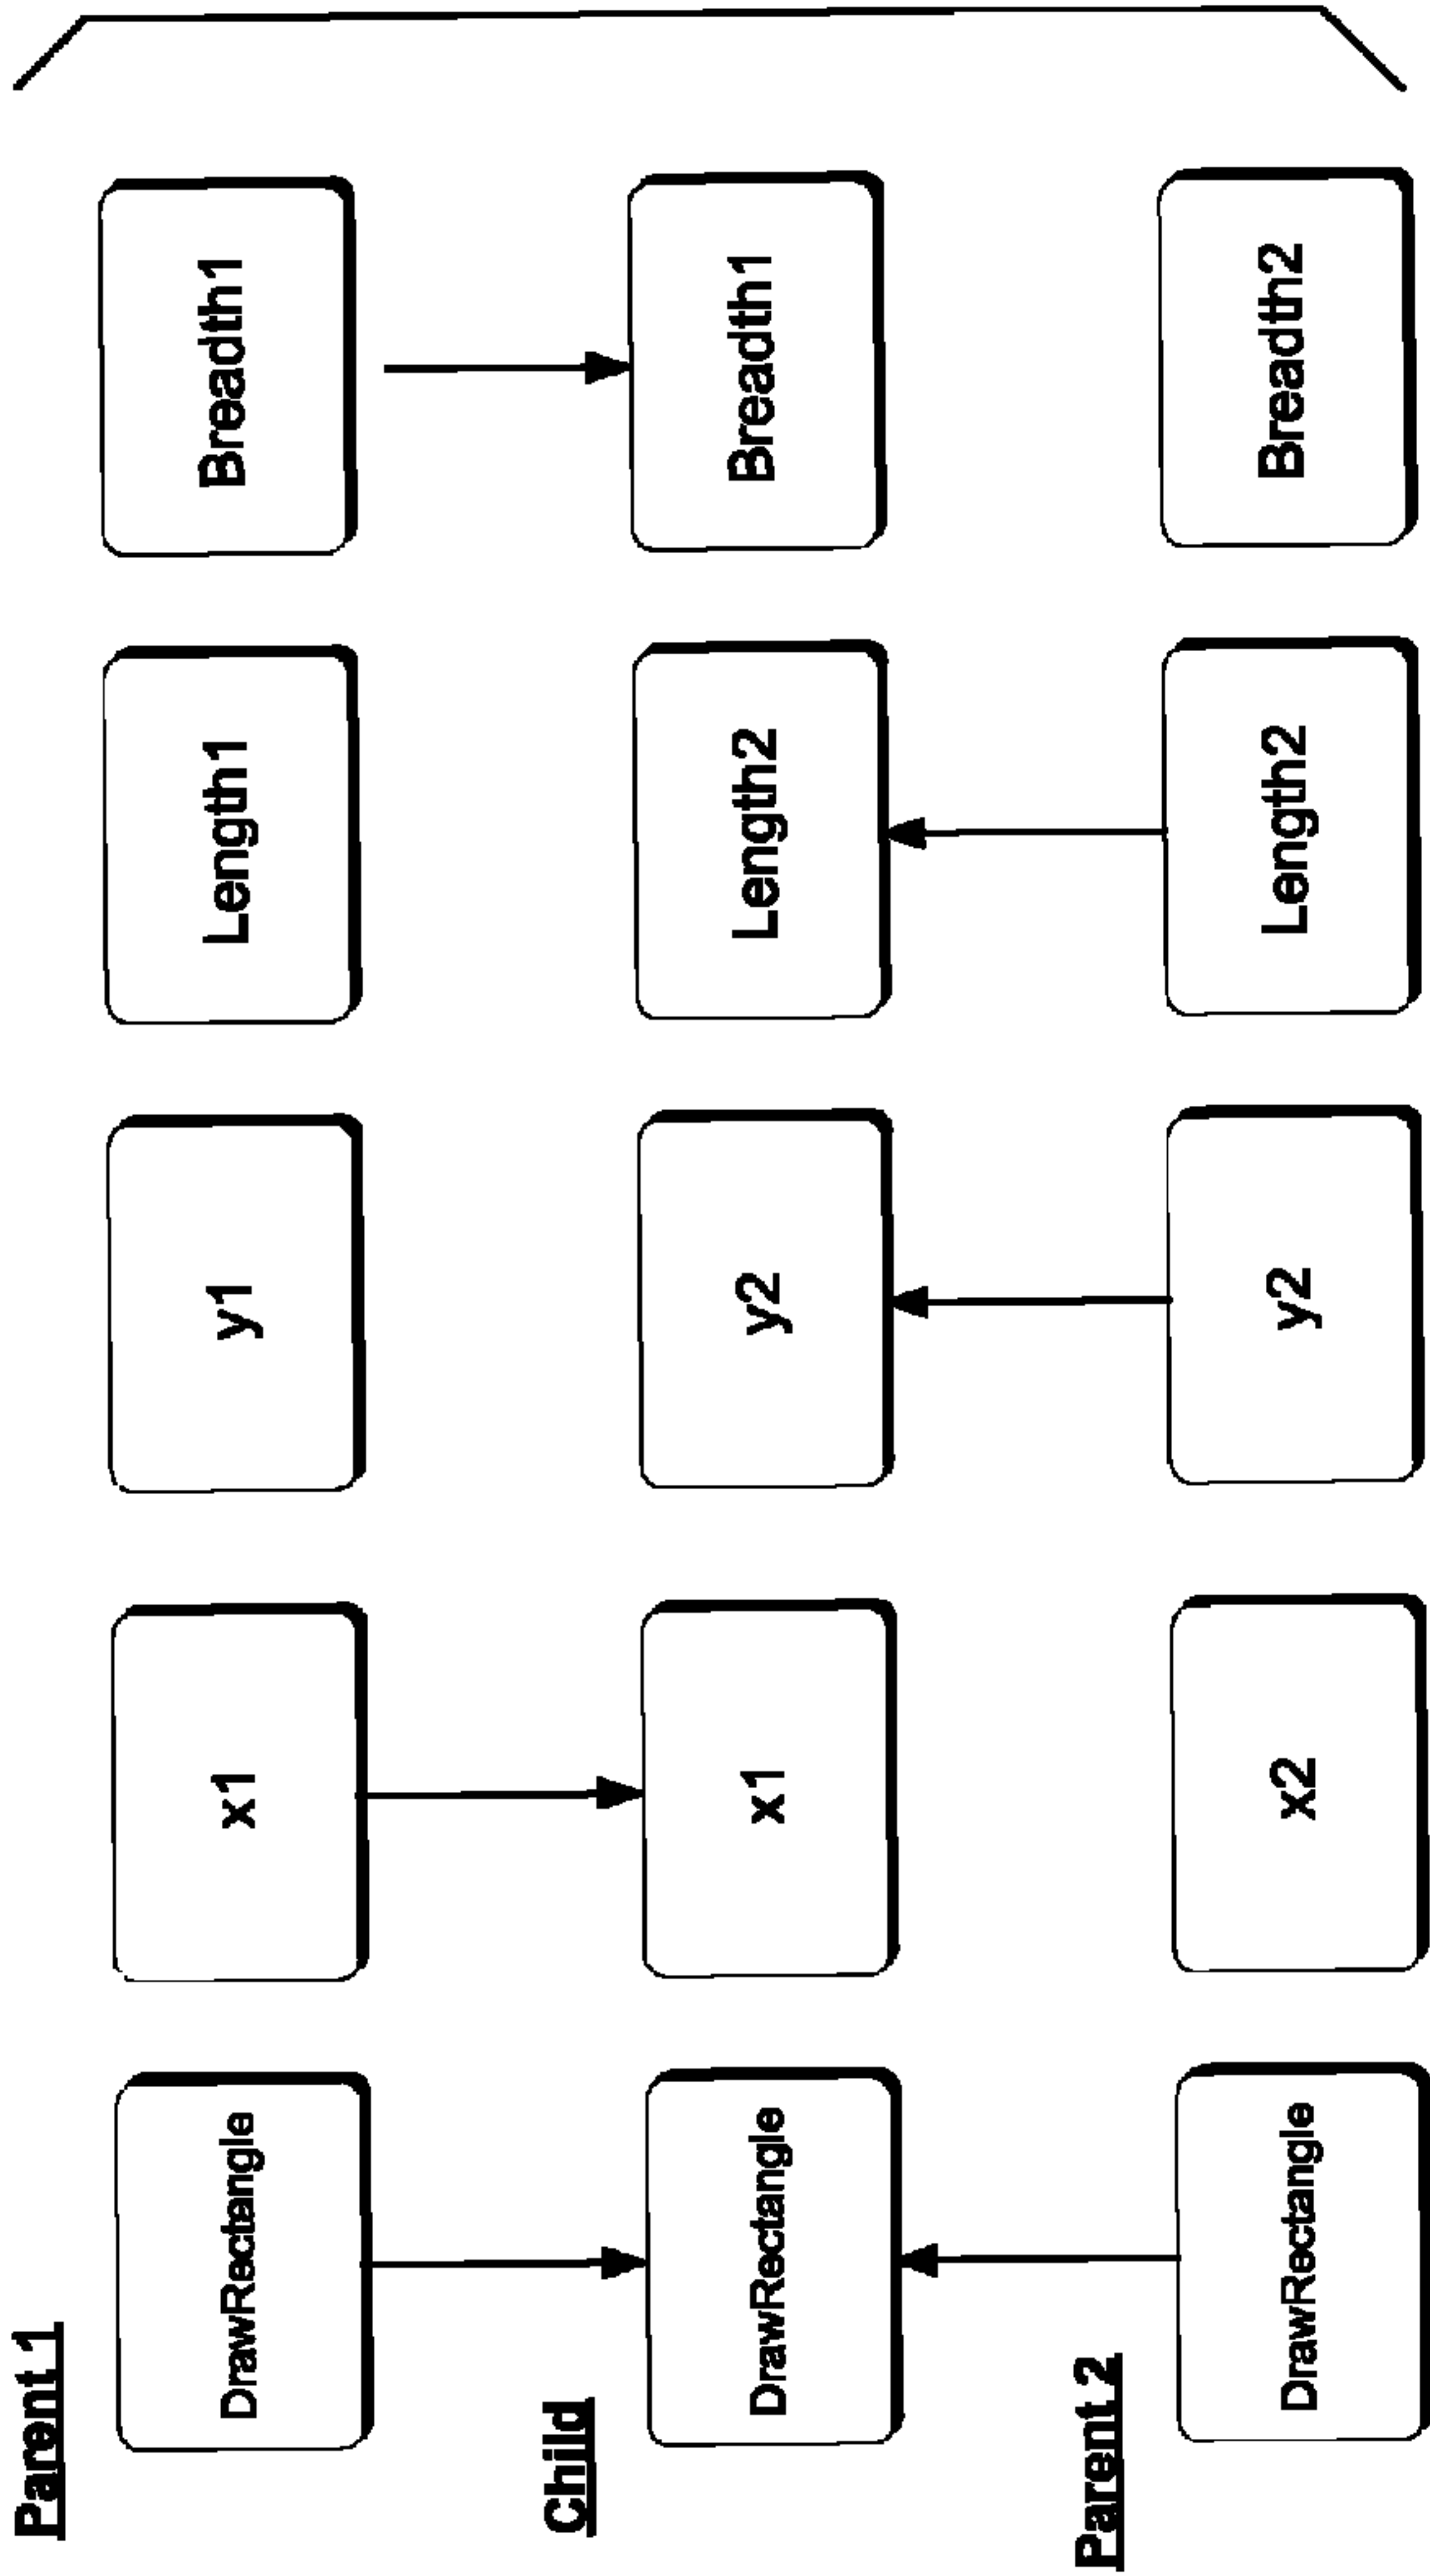 Parent 1
DrawRectengle x1 y1 Length1 Breadth1
Child
DrawRectangle x1 y2 Length2 Breadth1
Parent 2
DrawRectangle x2 y2 Length2 Breadth2